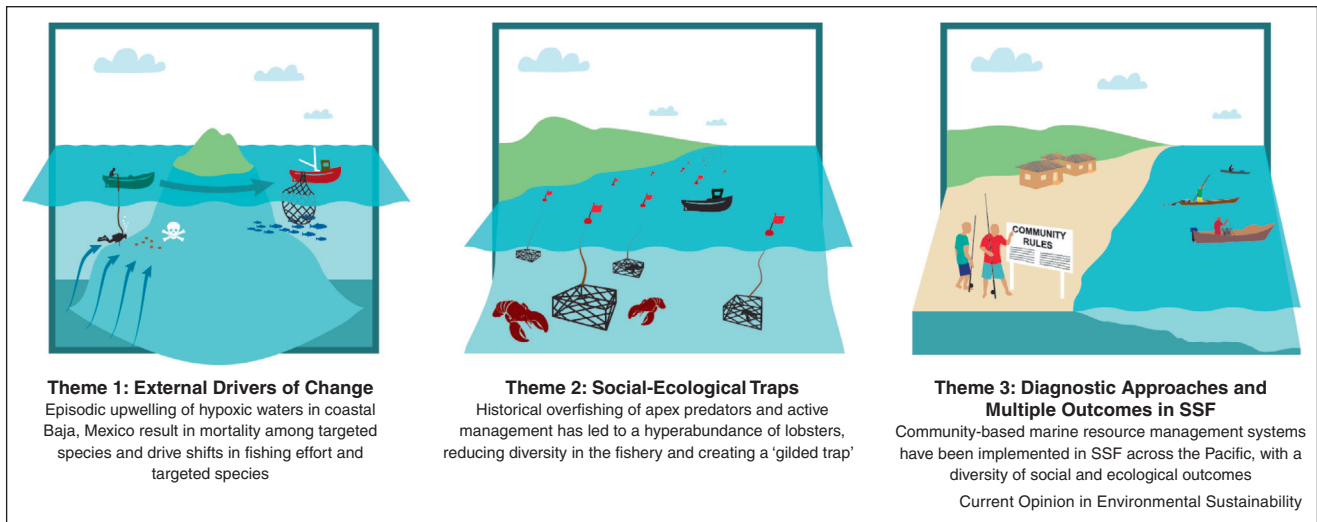 COMMUNITY
RULES
Theme 1: External Drivers of Change
Episodic upwelling of hypoxic waters in coastal
Baja, Mexico result in mortality among targeted
species and drive shifts in fishing effort and
targeted species
Theme 2: Social-Ecological Traps
Historical overfishing of apex predators and active
management has led to a hyperabundance of lobsters,
reducing diversity in the fishery and creating a ‘gilded trap’
Theme 3: Diagnostic Approaches and
Multiple Outcomes in SSF
Community-based marine resource management systems
have been implemented in SSF across the Pacific, with a
diversity of social and ecological outcomes
Current Opinion in Environmental Sustainability